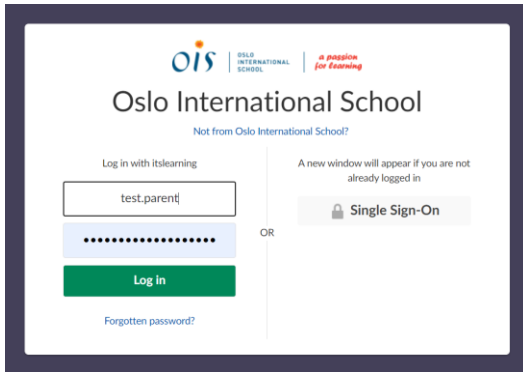 ois
OSLO
INTERNATIONAL
SCHOOL
a passion
for learning
Oslo International School
Not from Oslo International School?
Log in with itslearning
test.parent
••••••••••••••••••••
Log in
Forgotten password?
OR
A new window will appear if you are not
already logged in
Single Sign-On